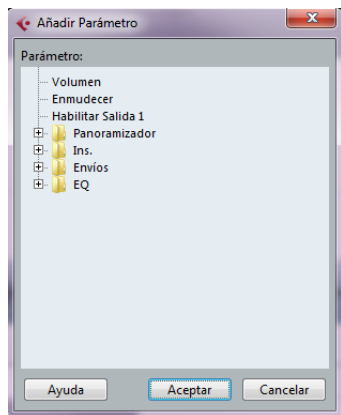 Añadir Parámetro
Parámetro:
Volumen
Enmudecer
Habilitar Salida 1
Panoramizador
Ins.
Envíos
EQ
Ayuda Aceptar Cancelar